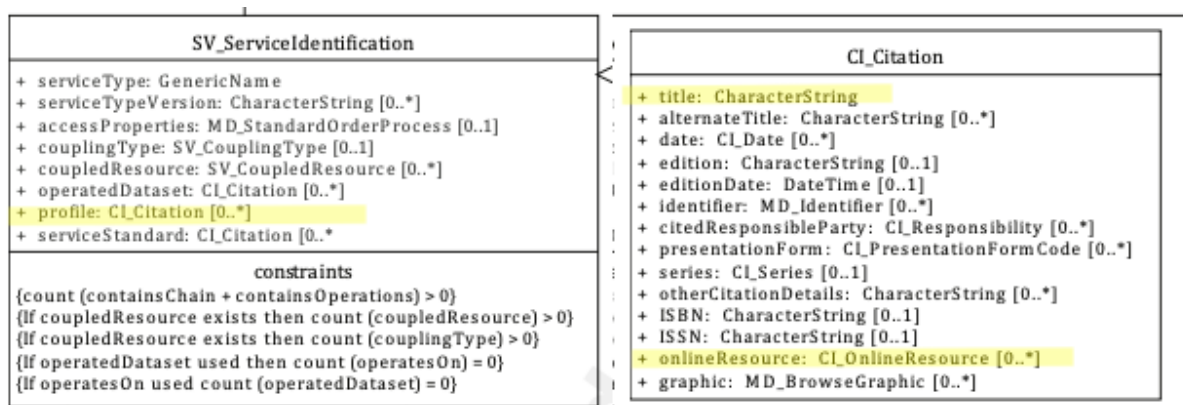 SV_ServiceIdentification
+ serviceType: GenericName
+ serviceTypeVersion: CharacterString [0..*]
+ accessProperties: MD_StandardOrderProcess [0..1]
+ couplingType: SV_CouplingType [0..1]
+ coupledResource: SV_CoupledResource [0..*]
+ operatedDataset: CI_Citation [0..*]
+ profile: CI_Citation [0..*]
+ serviceStandard: CI_Citation [0..*
constraints
{count (containsChain + containsOperations) > 0}
{If coupledResource exists then count (coupledResource) > 0}
{If coupledResource exists then count (couplingType) > 0}
{If operatedDataset used then count (operatesOn) = 0}
{If operatesOn used count (operatedDataset) = 0}
CI_Citation
+ title: CharacterString
+ alternateTitle: CharacterString [0..*]
+ date: CI_Date [0..*]
+ edition: CharacterString [0..1]
+ editionDate: DateTime [0..1]
+ identifier: MD_Identifier [0..*]
+ citedResponsibleParty: CI_Responsibility [0..*]
+ presentationForm: CI_PresentationFormCode [0..*]
+ series: CI_Series [0..1]
+ otherCitationDetails: CharacterString [0..*]
+ ISBN: CharacterString [0..1]
+ ISSN: CharacterString [0..1]
+ onlineResource: CI_OnlineResource [0..*]
+ graphic: MD_BrowseGraphic [0..*]